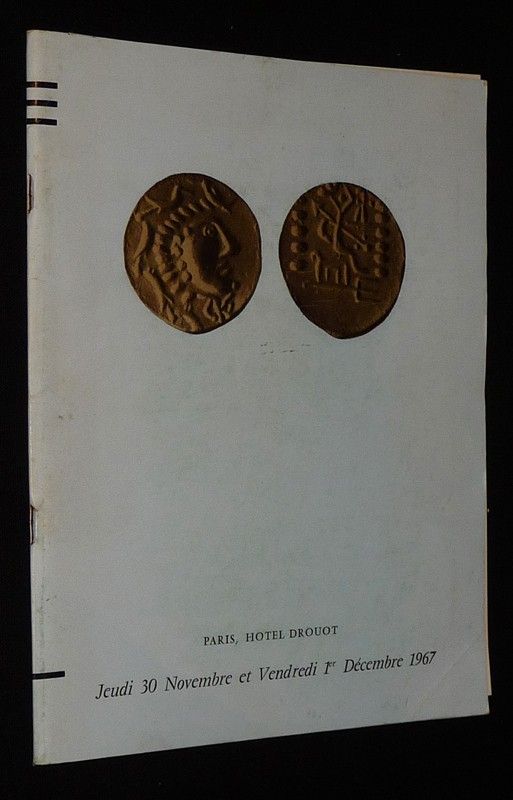 PARIS, HOTEL DROUOT
Jeudi 30 Novembre et Vendredi 1er Décembre 1967